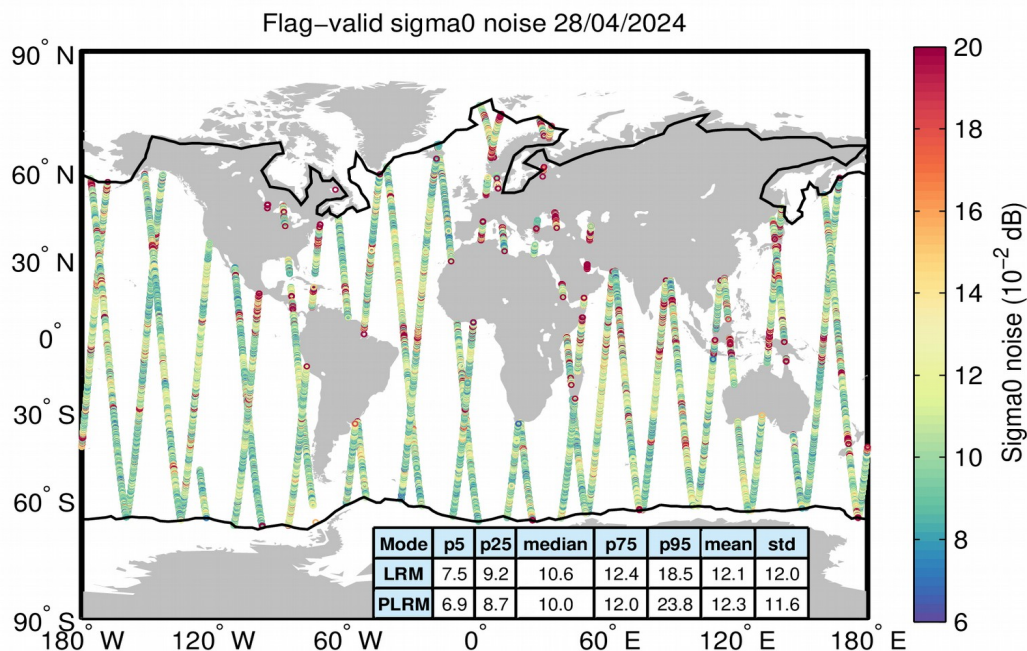 Flag−valid sigma0 noise 28/04/2024
90° N
60° N
30° N
0°
30° S
60° S
90° S
180° W
120° W
60° W
0°
60° E
120° E
180° E
Mode p5 p25 median p75 p95 mean std
LRM 7.5 9.2 10.6 12.4 18.5 12.1 12.0
PLRM 6.9 8.7 10.0 12.0 23.8 12.3 11.6
20
18
16
14
12
10
8
6
Sigma0 noise (10⁻² dB)